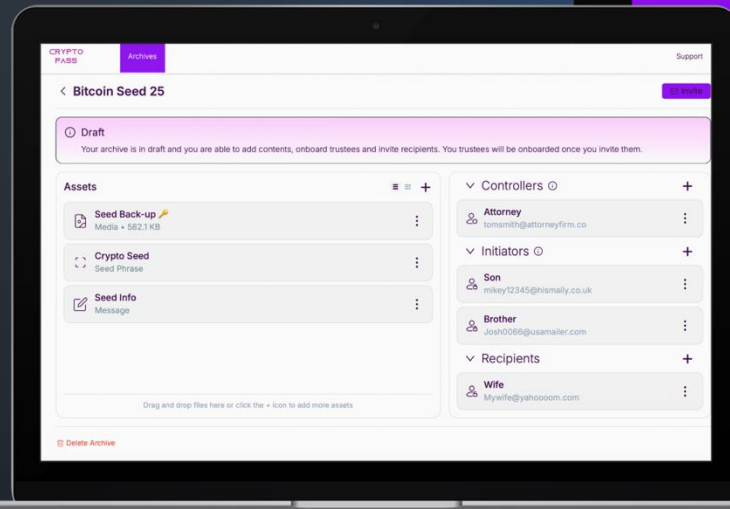 CRYPTO
PASS
Archives
Support
Bitcoin Seed 25
Invite
Draft
Your archive is in draft and you are able to add contents, onboard trustees and invite recipients. You trustees will be onboarded once you invite them.
Assets
Seed Back-up 🔑
Media • 582.1 KB
Crypto Seed
Seed Phrase
Seed Info
Message
Drag and drop files here or click the + icon to add more assets
Controllers
Attorney
tomsmith@attorneyfirm.co
Initiators
Son
mikey12345@hismaily.co.uk
Brother
Josh0066@usamailer.com
Recipients
Wife
Mywife@yahoooom.com
Delete Archive